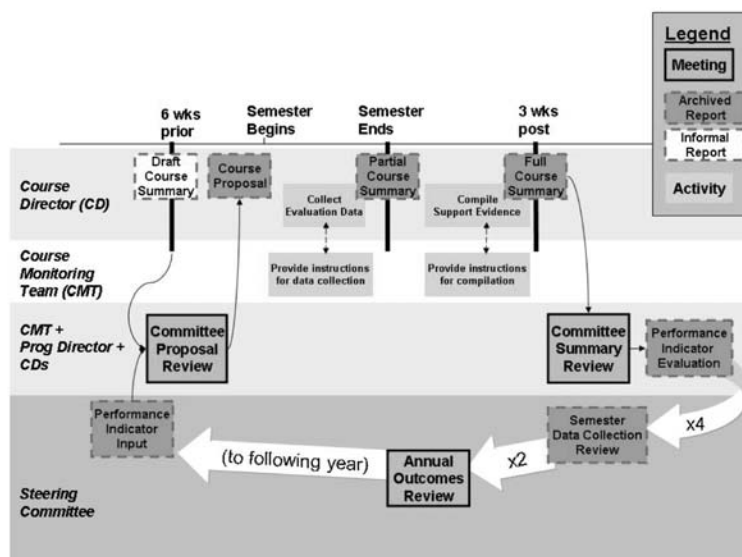 Legend
Meeting
Archived
Report
Informal
Report
Activity
6 wks
prior
Semester
Begins
Semester
Ends
3 wks
post
Course
Director (CD)
Draft
Course
Summary
Course
Proposal
Collect
Evaluation Data
Partial
Course
Summary
Compile
Support Evidence
Full
Course
Summary
Course
Monitoring
Team (CMT)
Provide instructions
for data collection
Provide instructions
for compilation
CMT +
Prog Director +
CDs
Committee
Proposal
Review
Committee
Summary
Review
Performance
Indicator
Evaluation
Steering
Committee
Performance
Indicator
Input
(to following year)
Annual
Outcomes
Review
x2
Semester
Data Collection
Review
x4